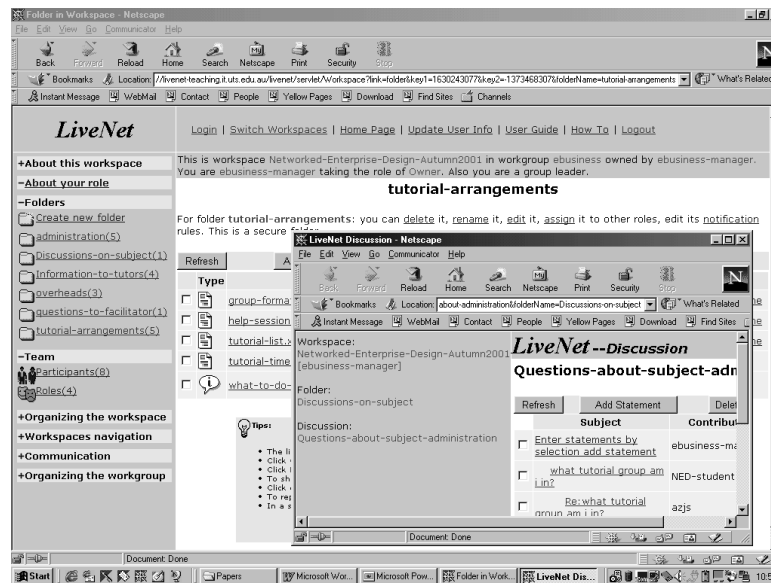 Folder in Workspace - Netscape
File Edit View Go Communicator Help
Back Forward Reload Home Search Netscape Print Security Stop
Bookmarks Location: //livenet-teaching.it.uts.edu.au/livenet/servlet/Workspace?link=folder&key1=1630243077&key2=-1373468307&folderName=tutorial-arrangements What's Related
Instant Message WebMail Contact People Yellow Pages Download Find Sites Channels
LiveNet
Login | Switch Workspaces | Home Page | Update User Info | User Guide | How To | Logout
+About this workspace
-About your role
-Folders
Create new folder
administration(5)
Discussions-on-subject(1)
Information-to-tutors(4)
overheads(3)
questions-to-facilitator(1)
tutorial-arrangements(5)
-Team
Participants(8)
Roles(4)
+Organizing the workspace
+Workspaces navigation
+Communication
+Organizing the workgroup
This is workspace Networked-Enterprise-Design-Autumn2001 in workgroup ebusiness owned by ebusiness-manager.
You are ebusiness-manager taking the role of Owner. Also you are a group leader.
tutorial-arrangements
For folder tutorial-arrangements: you can delete it, rename it, edit it, assign it to other roles, edit its notification
rules. This is a secure folder
Refresh A
Type
group-forma
help-session
tutorial-list.x
tutorial-time
what-to-do-
Tips:
The li
Click
Click
To sh
Click
To rep
In a s
LiveNet Discussion - Netscape
File Edit View Go Communicator Help
Back Forward Reload Home Search Netscape Print Security
Bookmarks Location: about-administration&folderName=Discussions-on-subject What's Related
Instant Message WebMail Contact People Yellow Pages Download Find Sites
Workspace:
Networked-Enterprise-Design-Autumn2001
[ebusiness-manager]
Folder:
Discussions-on-subject
Discussion:
Questions-about-subject-administration
LiveNet --Discussion
Questions-about-subject-adm
Refresh Add Statement Delet
Subject Contribut
Enter statements by
selection add statement
ebusiness-ma
what tutorial group am
i in?
NED-student
Re:what tutorial
group am i in?
azjs
Document: Done
Document: Done
Start Papers Microsoft Wor... Microsoft Pow... Folder in Work... LiveNet Dis...